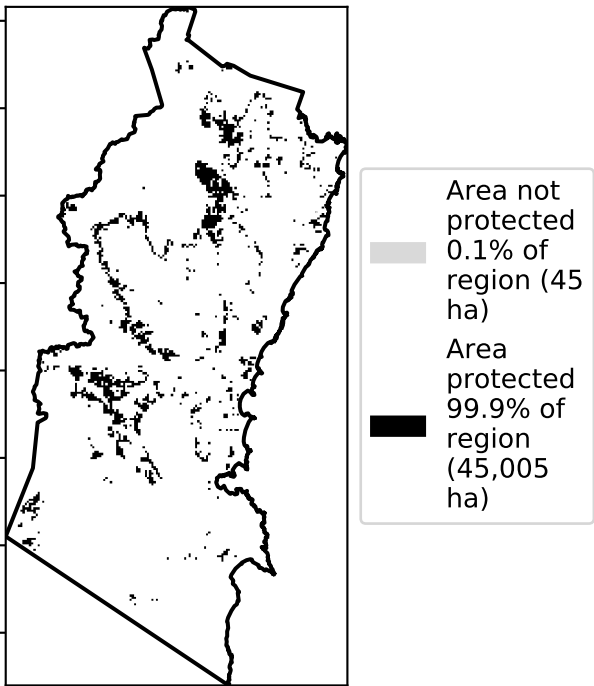 Area not
protected
0.1% of
region (45
ha)
Area
protected
99.9% of
region
(45,005
ha)